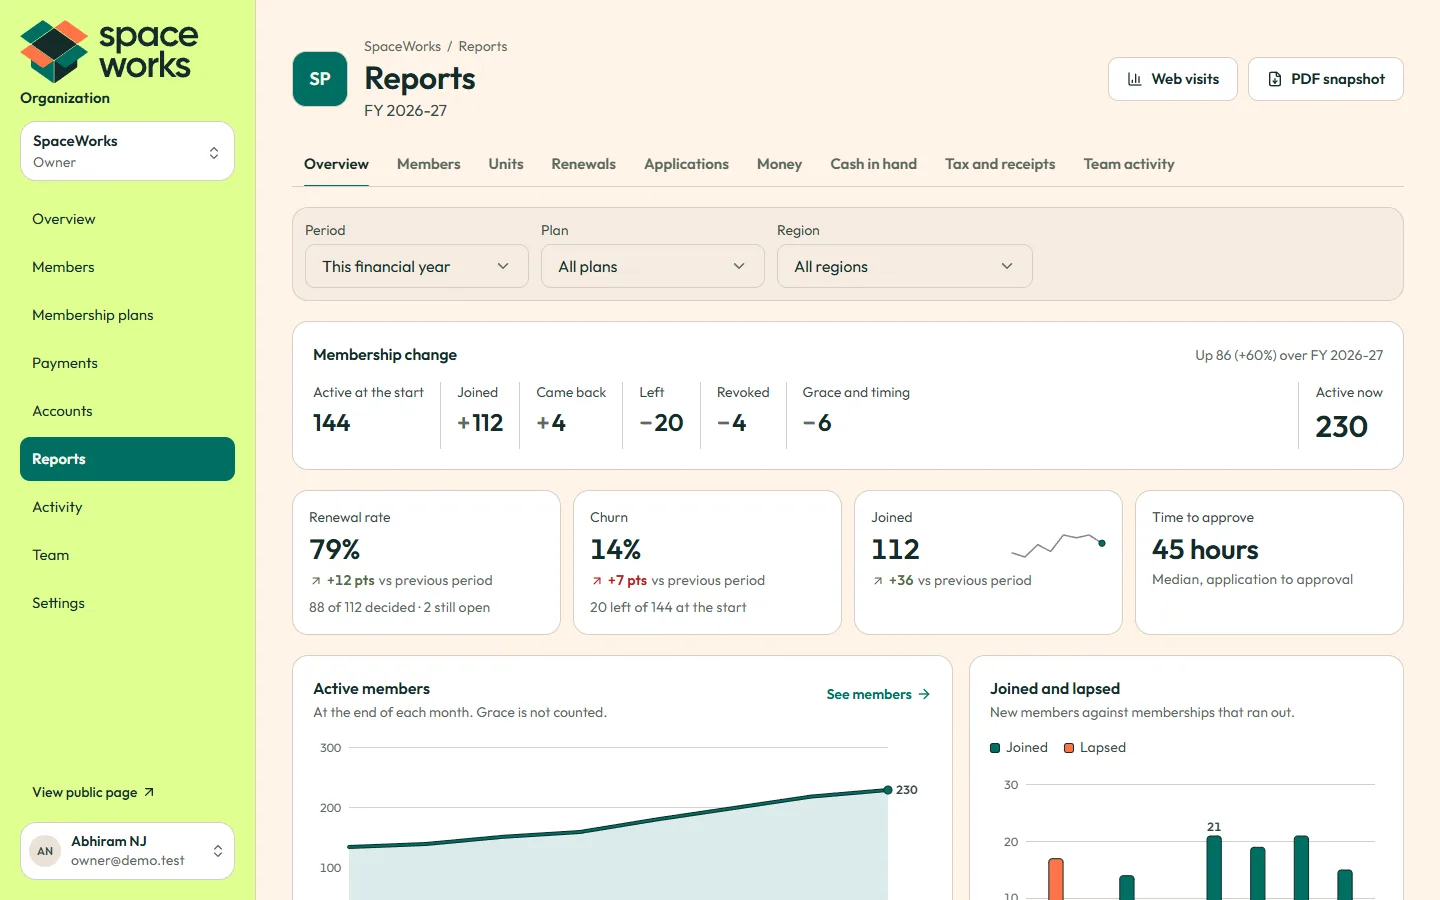 space
works
Organization
SpaceWorks
Owner
Overview
Members
Membership plans
Payments
Accounts
Reports
Activity
Team
Settings
View public page
AN
Abhiram NJ
owner@demo.test
SpaceWorks / Reports
SP
Reports
FY 2026-27
Web visits
PDF snapshot
Overview Members Units Renewals Applications Money Cash in hand Tax and receipts Team activity
Period Plan Region
This financial year All plans All regions
Membership change
Up 86 (+60%) over FY 2026-27
Active at the start Joined Came back Left Revoked Grace and timing Active now
144 +112 +4 −20 −4 −6 230
Renewal rate
79%
+12 pts vs previous period
88 of 112 decided · 2 still open
Churn
14%
+7 pts vs previous period
20 left of 144 at the start
Joined
112
+36 vs previous period
Time to approve
45 hours
Median, application to approval
Active members
At the end of each month. Grace is not counted.
See members
300
200
100
230
Joined and lapsed
New members against memberships that ran out.
Joined Lapsed
30
20
10
21